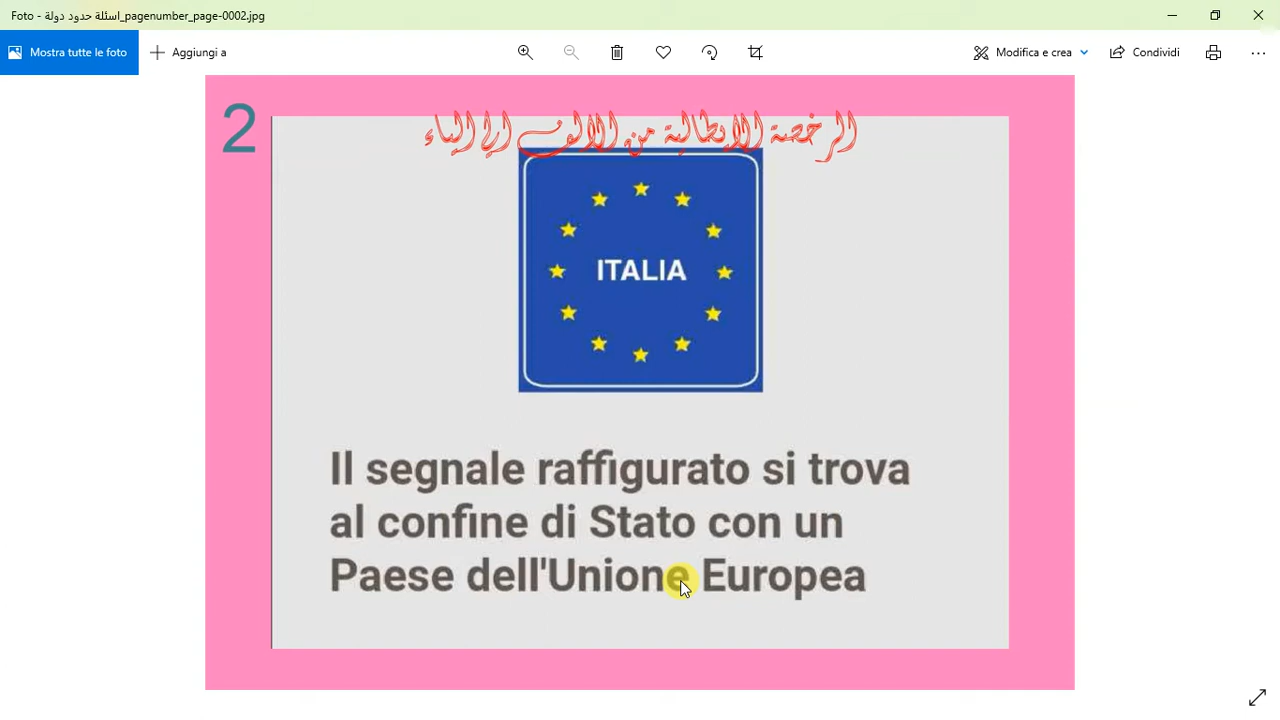 Foto - اسئلة حدود دولة_pagenumber_page-0002.jpg
Mostra tutte le foto
Aggiungi a
Modifica e crea
Condividi
2
الرخصة الايطالية من الالف الى الياء
ITALIA
Il segnale raffigurato si trova
al confine di Stato con un
Paese dell'Unione Europea